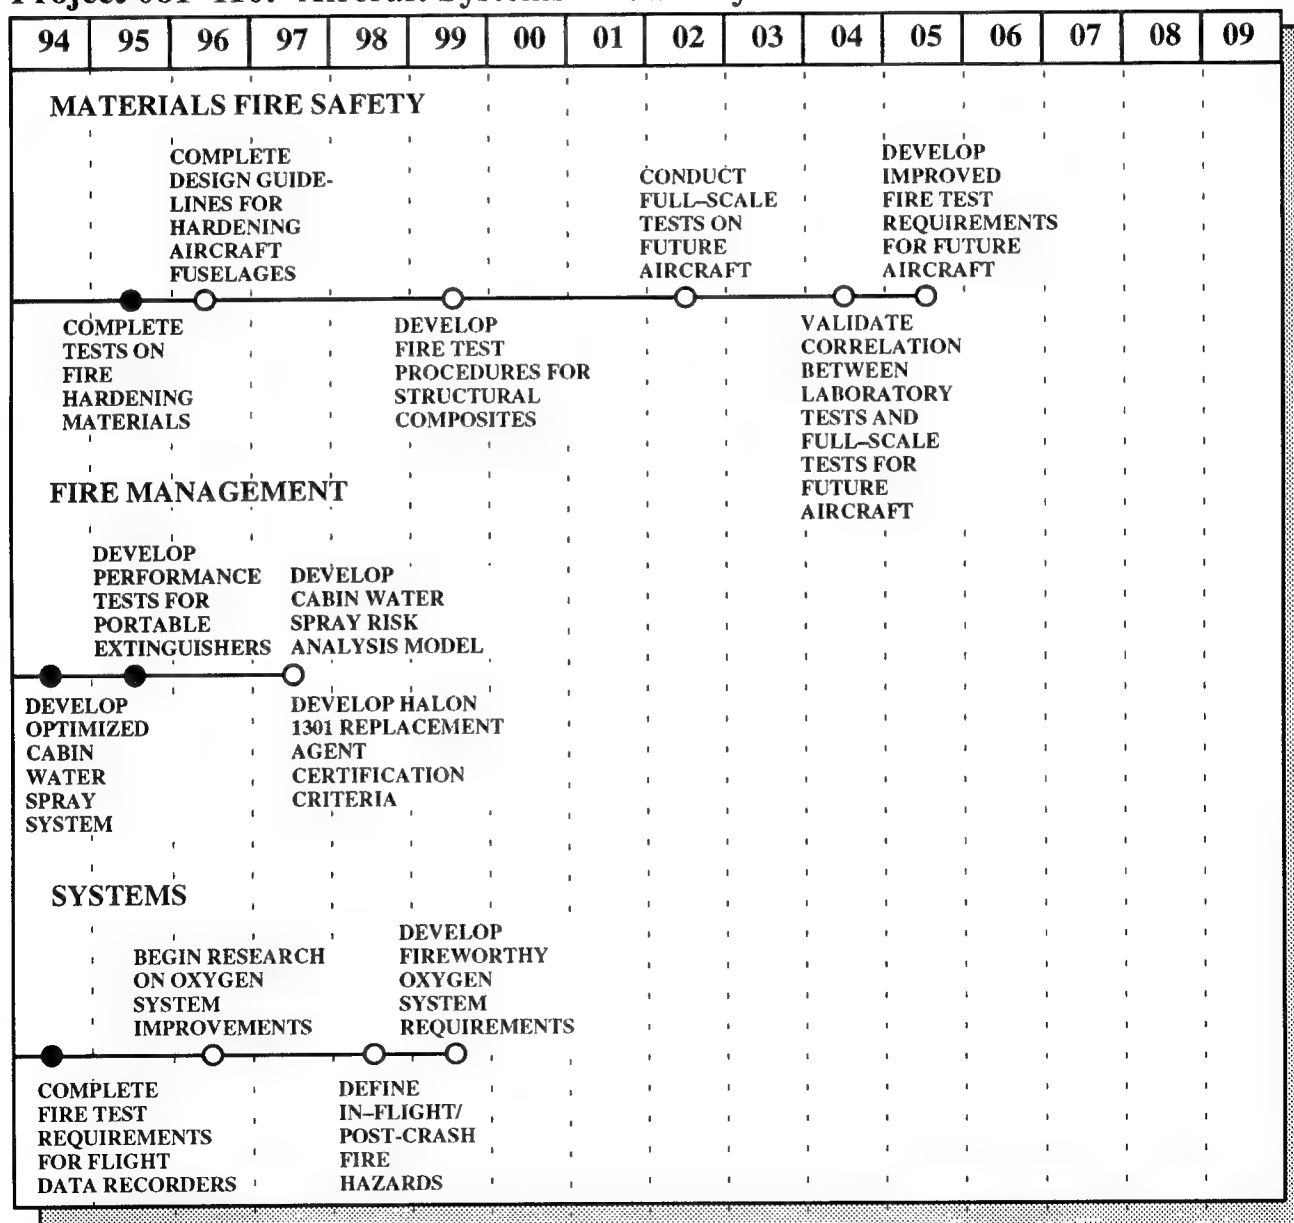 94 95 96 97 98 99 00 01 02 03 04 05 06 07 08 09
MATERIALS FIRE SAFETY
COMPLETE
DESIGN GUIDE-
LINES FOR
HARDENING
AIRCRAFT
FUSELAGES
CONDUCT
FULL–SCALE
TESTS ON
FUTURE
AIRCRAFT
DEVELOP
IMPROVED
FIRE TEST
REQUIREMENTS
FOR FUTURE
AIRCRAFT
COMPLETE
TESTS ON
FIRE
HARDENING
MATERIALS
DEVELOP
FIRE TEST
PROCEDURES FOR
STRUCTURAL
COMPOSITES
VALIDATE
CORRELATION
BETWEEN
LABORATORY
TESTS AND
FULL–SCALE
TESTS FOR
FUTURE
AIRCRAFT
FIRE MANAGEMENT
DEVELOP
PERFORMANCE
TESTS FOR
PORTABLE
EXTINGUISHERS
DEVELOP
CABIN WATER
SPRAY RISK
ANALYSIS MODEL
DEVELOP
OPTIMIZED
CABIN
WATER
SPRAY
SYSTEM
DEVELOP HALON
1301 REPLACEMENT
AGENT
CERTIFICATION
CRITERIA
SYSTEMS
BEGIN RESEARCH
ON OXYGEN
SYSTEM
IMPROVEMENTS
DEVELOP
FIREWORTHY
OXYGEN
SYSTEM
REQUIREMENTS
COMPLETE
FIRE TEST
REQUIREMENTS
FOR FLIGHT
DATA RECORDERS
DEFINE
IN–FLIGHT/
POST-CRASH
FIRE
HAZARDS